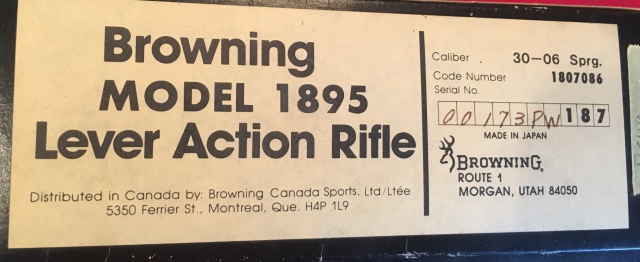 Browning
MODEL 1895
Lever Action Rifle
Distributed in Canada by: Browning Canada Sports, Ltd/Ltée
5350 Ferrier St., Montreal, Que. H4P 1L9
Caliber . 30-06 Sprg.
Code Number 1807086
Serial No.
00173PW187
MADE IN JAPAN
BROWNING.
ROUTE 1
MORGAN, UTAH 84050